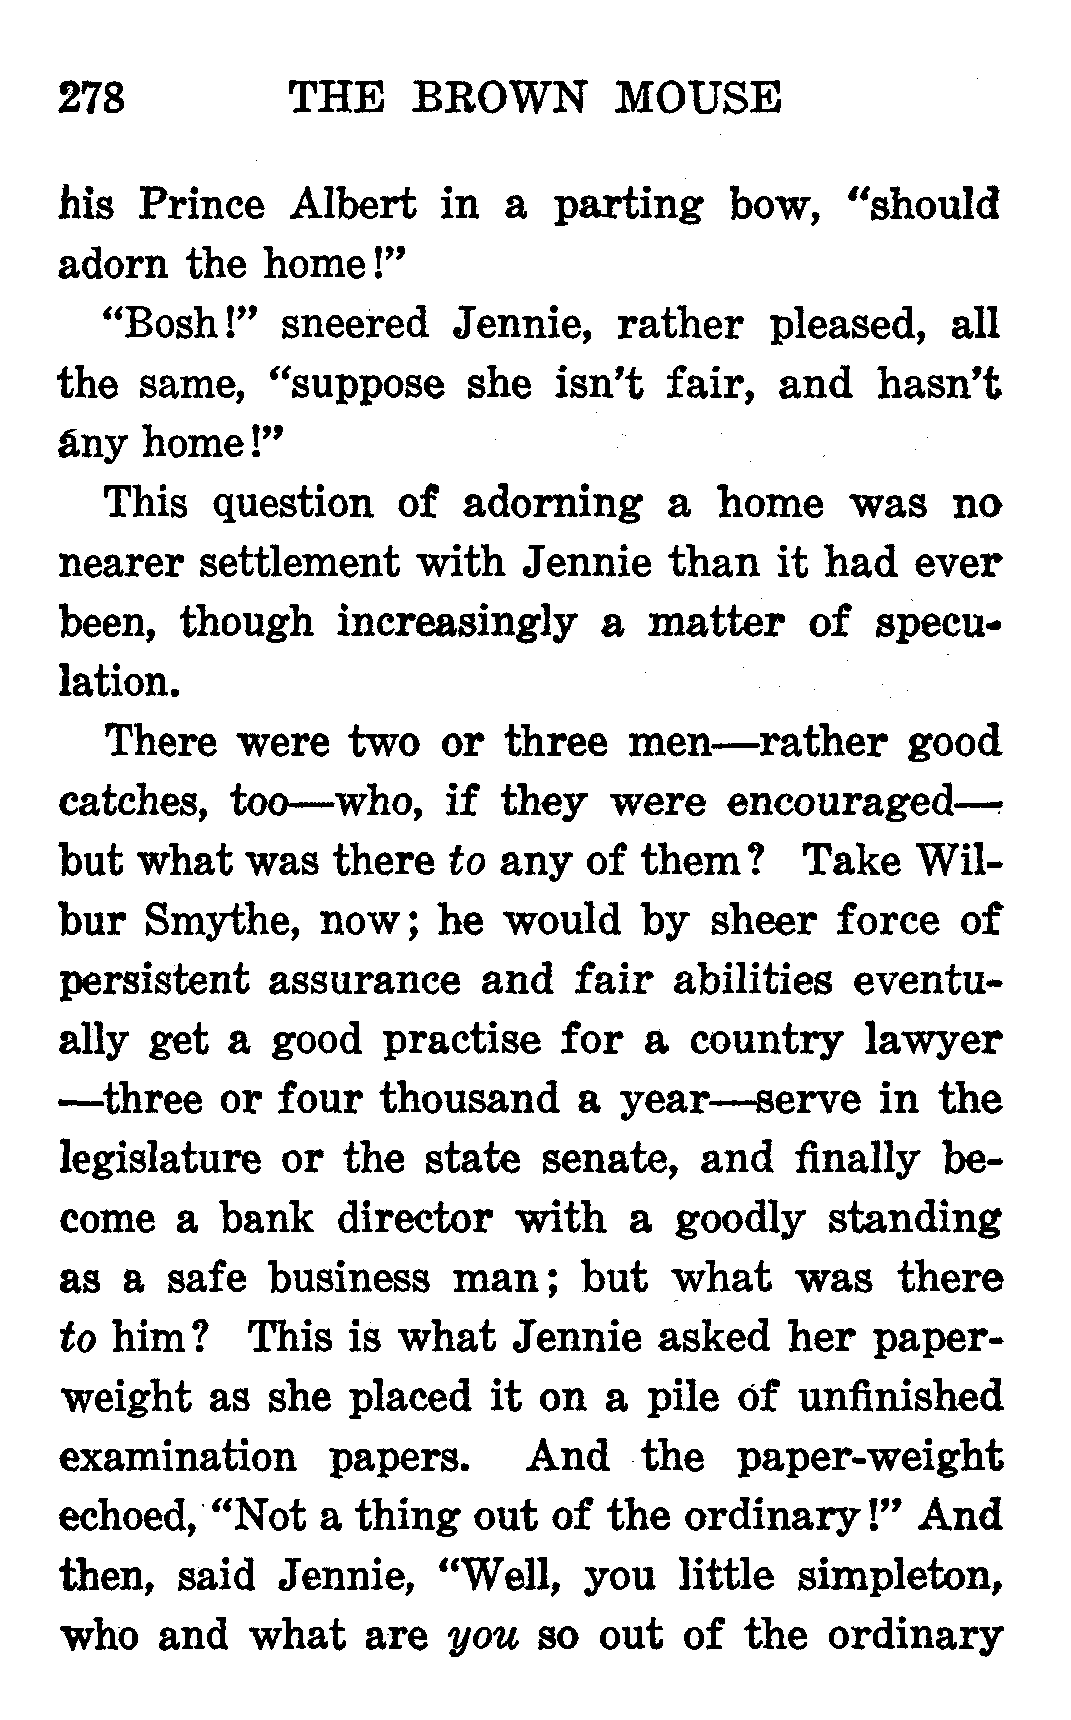 278 THE BROWN MOUSE
his Prince Albert in a parting bow, “should
adorn the home!”
“Bosh!” sneered Jennie, rather pleased, all
the same, “suppose she isn’t fair, and hasn’t
any home!”
This question of adorning a home was no
nearer settlement with Jennie than it had ever
been, though increasingly a matter of specu-
lation.
There were two or three men—rather good
catches, too—who, if they were encouraged—
but what was there to any of them? Take Wil-
bur Smythe, now; he would by sheer force of
persistent assurance and fair abilities eventu-
ally get a good practise for a country lawyer
—three or four thousand a year—serve in the
legislature or the state senate, and finally be-
come a bank director with a goodly standing
as a safe business man; but what was there
to him? This is what Jennie asked her paper-
weight as she placed it on a pile of unfinished
examination papers. And the paper-weight
echoed, “Not a thing out of the ordinary!” And
then, said Jennie, “Well, you little simpleton,
who and what are you so out of the ordinary